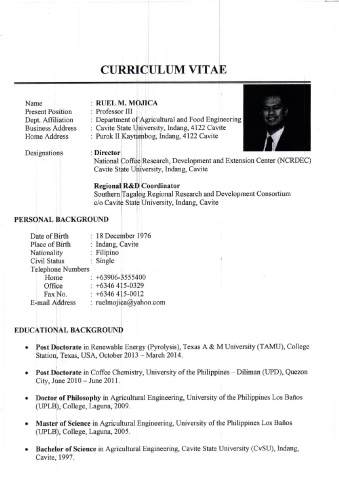 CURRICULUM VITAE
Name : RUEL M. MOJICA
Present Position : Professor III
Dept. Affiliation : Department of Agricultural and Food Engineering
Business Address : Cavite State University, Indang, 4122 Cavite
Home Address : Purok II Kaytambog, Indang, 4122 Cavite
Designations : Director
National Coffee Research, Development and Extension Center (NCRDEC)
Cavite State University, Indang, Cavite
Regional R&D Coordinator
Southern Tagalog Regional Research and Development Consortium
c/o Cavite State University, Indang, Cavite
PERSONAL BACKGROUND
Date of Birth : 18 December 1976
Place of Birth : Indang, Cavite
Nationality : Filipino
Civil Status : Single
Telephone Numbers
Home : +63906-3555400
Office : +6346 415-0329
Fax No. : +6346 415-0012
E-mail Address : ruelmojica@yahoo.com
EDUCATIONAL BACKGROUND
• Post Doctorate in Renewable Energy (Pyrolysis), Texas A & M University (TAMU), College
Station, Texas, USA, October 2013 – March 2014.
• Post Doctorate in Coffee Chemistry, University of the Philippines – Diliman (UPD), Quezon
City, June 2010 – June 2011.
• Doctor of Philosophy in Agricultural Engineering, University of the Philippines Los Baños
(UPLB), College, Laguna, 2009.
• Master of Science in Agricultural Engineering, University of the Philippines Los Baños
(UPLB), College, Laguna, 2005.
• Bachelor of Science in Agricultural Engineering, Cavite State University (CvSU), Indang,
Cavite, 1997.